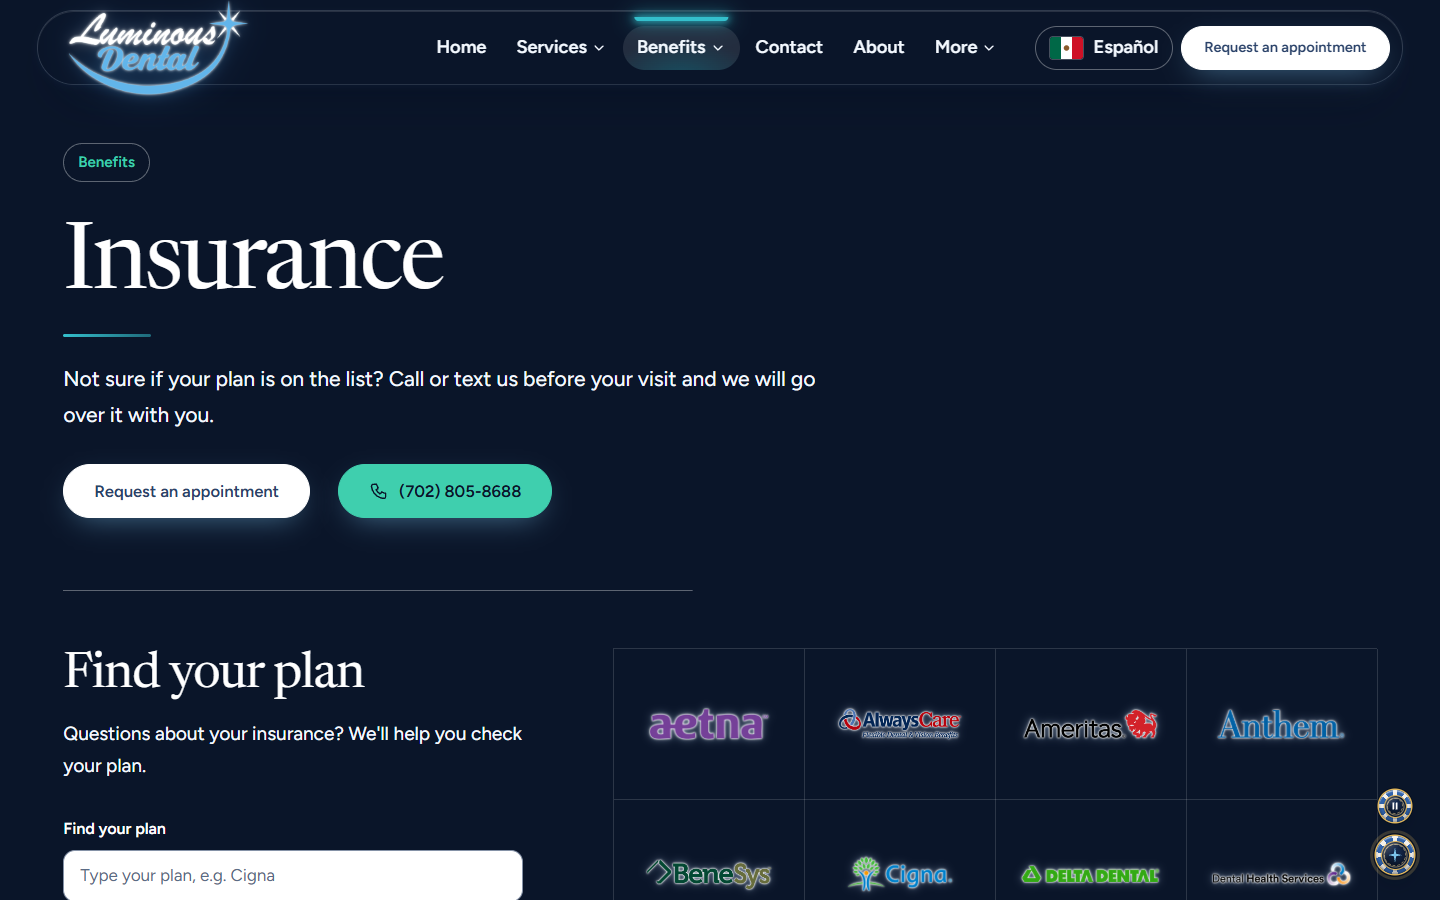 Luminous
Dental
Home
Services
Benefits
Contact
About
More
Español
Request an appointment
Benefits
Insurance
Not sure if your plan is on the list? Call or text us before your visit and we will go
over it with you.
Request an appointment
(702) 805-8688
Find your plan
Questions about your insurance? We'll help you check
your plan.
Find your plan
Type your plan, e.g. Cigna
aetna
AlwaysCare
Flexible Dental & Vision Benefits
Ameritas
Anthem
BeneSys
Cigna
DELTA DENTAL
Dental Health Services